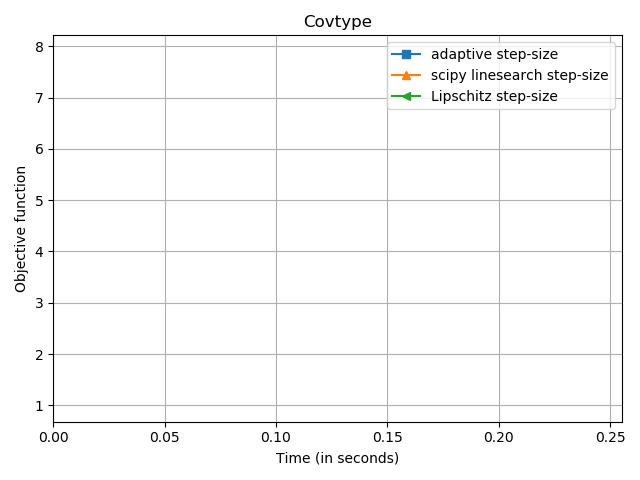 Covtype
adaptive step-size
scipy linesearch step-size
Lipschitz step-size
Objective function
8
7
6
5
4
3
2
1
0.00 0.05 0.10 0.15 0.20 0.25
Time (in seconds)